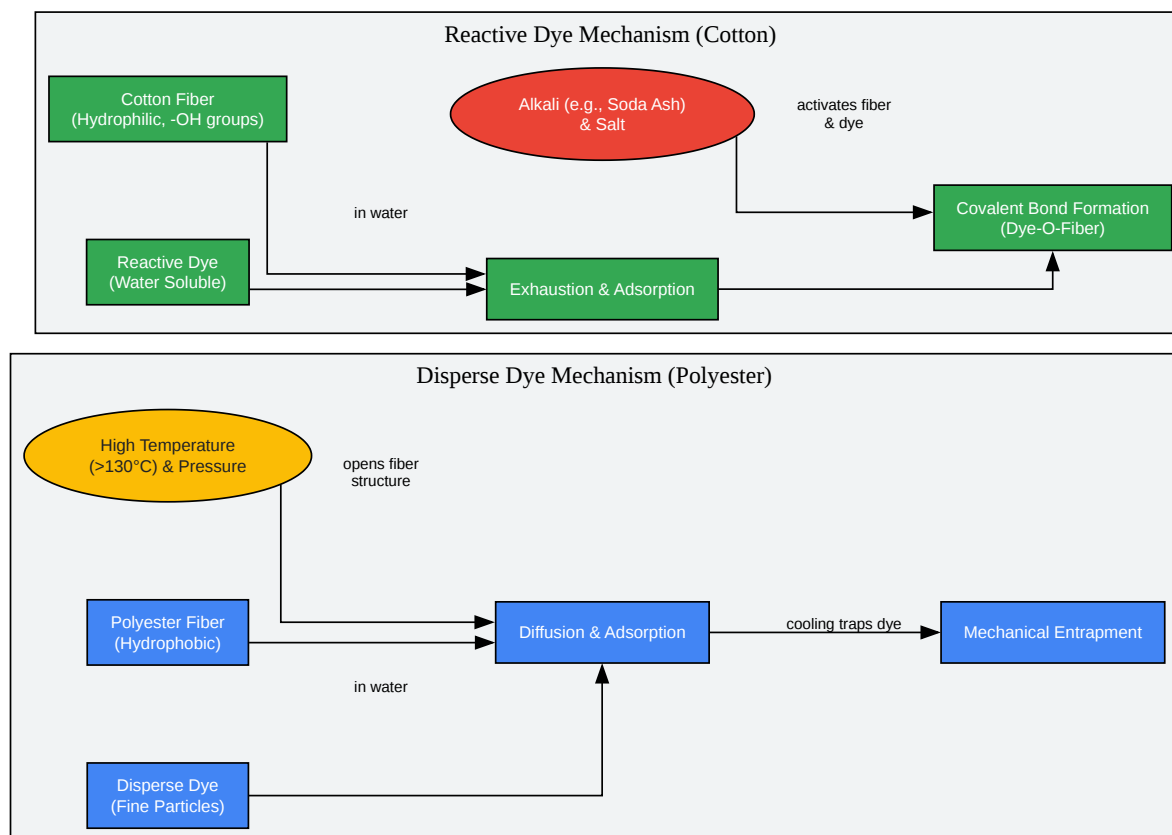 Reactive Dye Mechanism (Cotton)
Cotton Fiber
(Hydrophilic, -OH groups)
Alkali (e.g., Soda Ash)
& Salt
activates fiber
& dye
in water
Covalent Bond Formation
(Dye-O-Fiber)
Reactive Dye
(Water Soluble)
Exhaustion & Adsorption
Disperse Dye Mechanism (Polyester)
High Temperature
(>130°C) & Pressure
opens fiber
structure
Polyester Fiber
(Hydrophobic)
Diffusion & Adsorption
cooling traps dye
Mechanical Entrapment
in water
Disperse Dye
(Fine Particles)